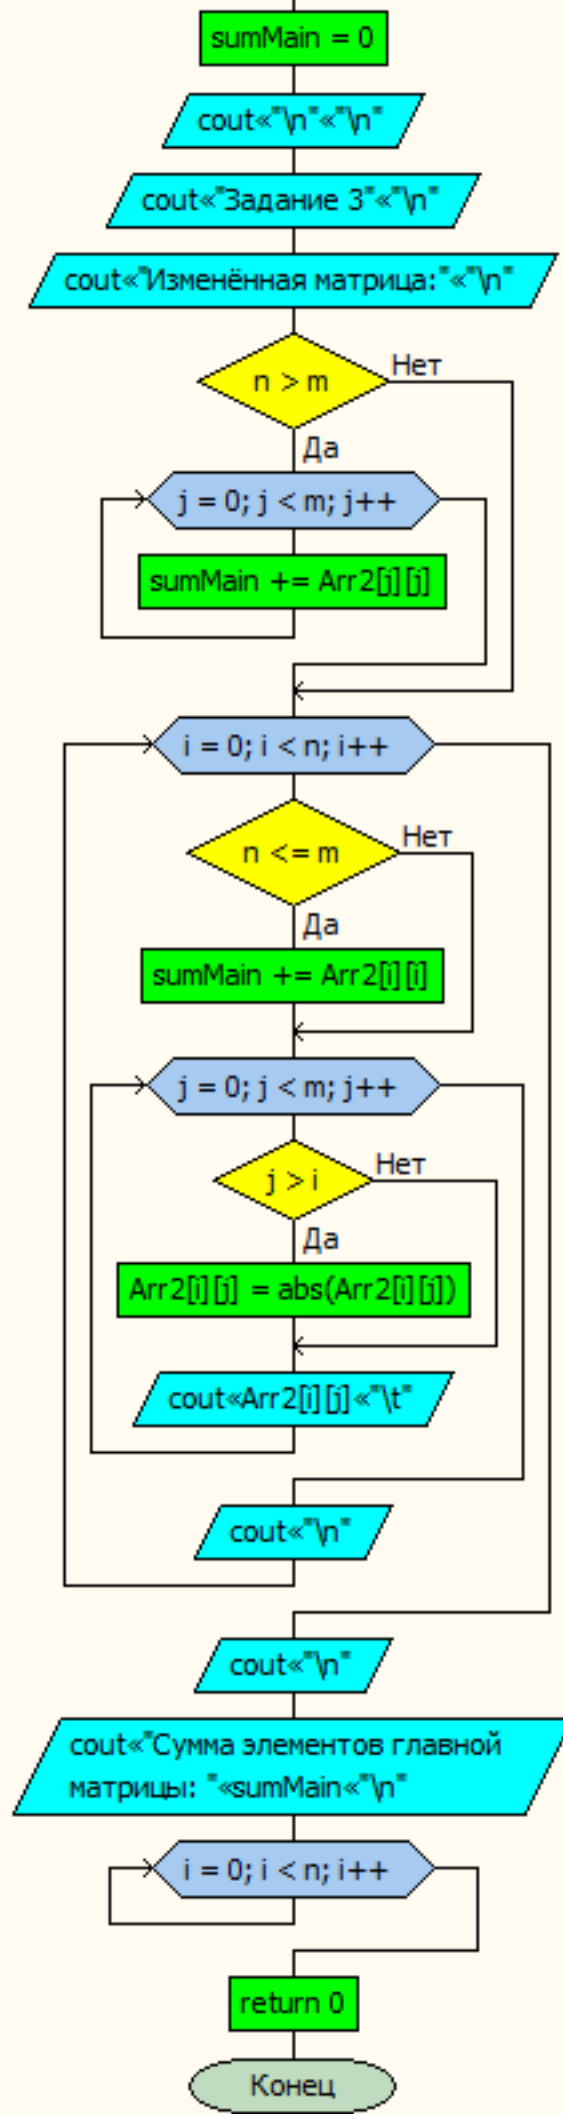 sumMain = 0
cout«"\n"«"\n"
cout«"Задание 3"«"\n"
cout«"Изменённая матрица:"«"\n"
n > m
Нет
Да
j = 0; j < m; j++
sumMain += Arr2[j][j]
i = 0; i < n; i++
n <= m
Нет
Да
sumMain += Arr2[i][i]
j = 0; j < m; j++
j > i
Нет
Да
Arr2[i][j] = abs(Arr2[i][j])
cout«Arr2[i][j]«"\t"
cout«"\n"
cout«"\n"
cout«"Сумма элементов главной
матрицы: "«sumMain«"\n"
i = 0; i < n; i++
return 0
Конец